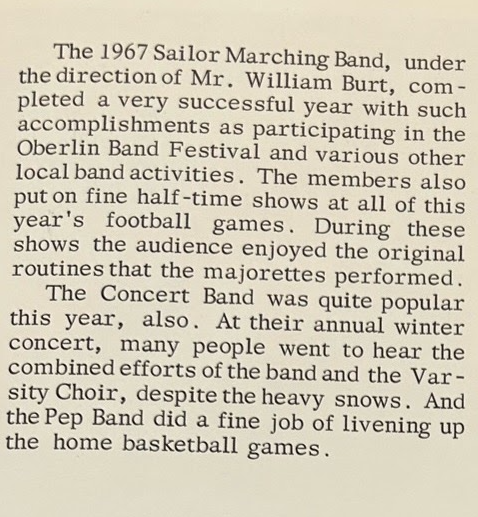 The 1967 Sailor Marching Band, under
the direction of Mr. William Burt, com-
pleted a very successful year with such
accomplishments as participating in the
Oberlin Band Festival and various other
local band activities. The members also
put on fine half-time shows at all of this
year's football games. During these
shows the audience enjoyed the original
routines that the majorettes performed.
The Concert Band was quite popular
this year, also. At their annual winter
concert, many people went to hear the
combined efforts of the band and the Var-
sity Choir, despite the heavy snows. And
the Pep Band did a fine job of livening up
the home basketball games.